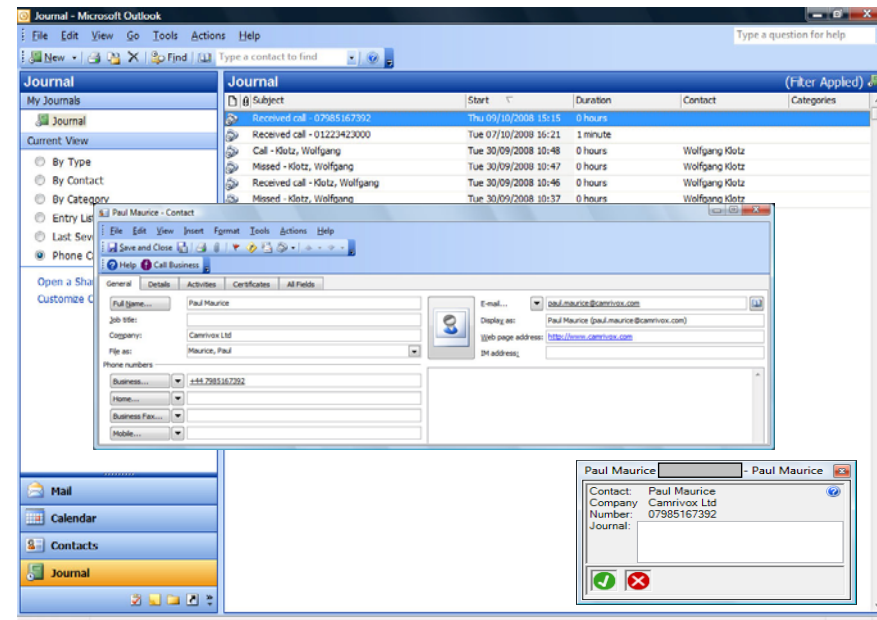 Journal - Microsoft Outlook
File Edit View Go Tools Actions Help
Type a question for help
New Find Type a contact to find
Journal
Journal (Filter Applied)
My Journals
Subject Start Duration Contact Categories
Journal
Received call - 07985167392 Thu 09/10/2008 15:15 0 hours
Current View
Received call - 01223423000 Tue 07/10/2008 16:21 1 minute
By Type
Call - Klotz, Wolfgang Tue 30/09/2008 10:48 0 hours Wolfgang Klotz
Missed - Klotz, Wolfgang Tue 30/09/2008 10:47 0 hours Wolfgang Klotz
By Contact
Received call - Klotz, Wolfgang Tue 30/09/2008 10:46 0 hours Wolfgang Klotz
By Category
Missed - Klotz, Wolfgang Tue 30/09/2008 10:37 0 hours Wolfgang Klotz
Entry Lis
Last Sev
Phone C
Open a Sha
Customize C
Paul Maurice - Contact
File Edit View Insert Format Tools Actions Help
Save and Close
Help Call Business
General Details Activities Certificates All Fields
Full Name... Paul Maurice
Job title:
Company: Camrivox Ltd
File as: Maurice, Paul
E-mail... paul.maurice@camrivox.com
Display as: Paul Maurice (paul.maurice@camrivox.com)
Web page address: http://www.camrivox.com
IM address:
Phone numbers
Business... +44 7985167392
Home...
Business Fax...
Mobile...
Mail
Calendar
Contacts
Journal
Paul Maurice - Paul Maurice
Contact: Paul Maurice
Company Camrivox Ltd
Number: 07985167392
Journal: